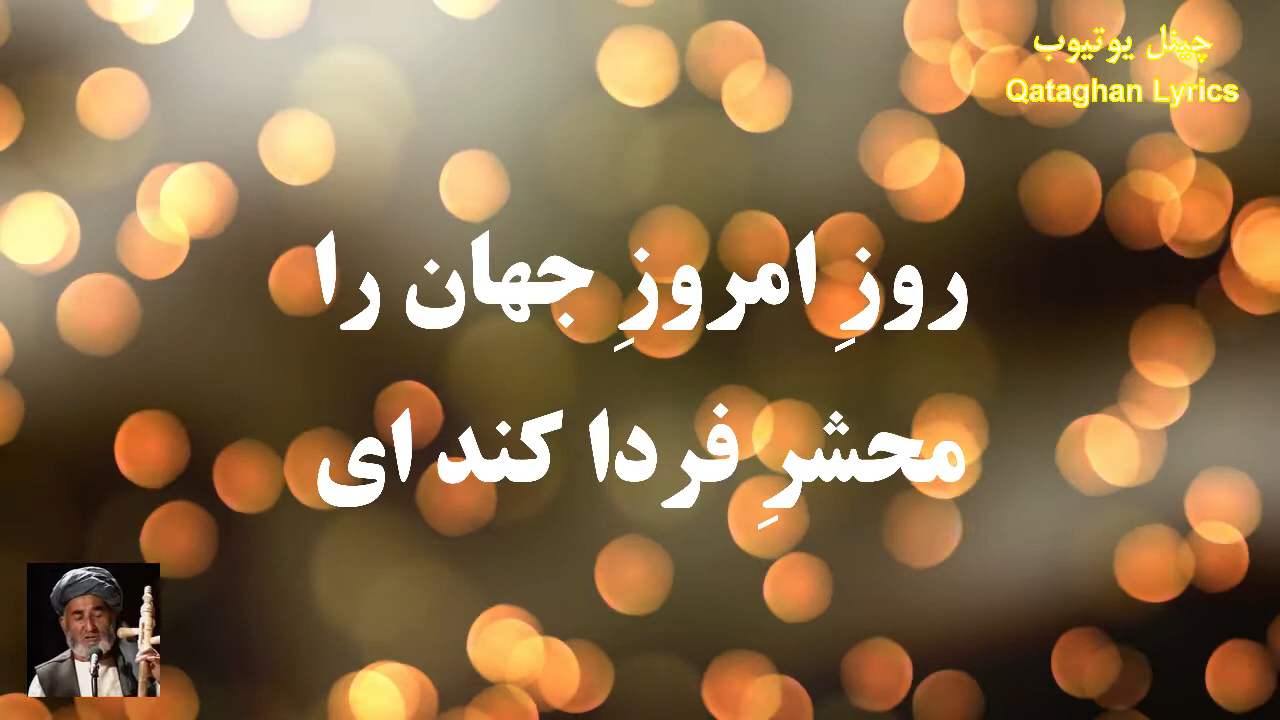 چینل یوتیوب
Qataghan Lyrics
روزِ امروزِ جهان را
محشرِ فردا کند ای